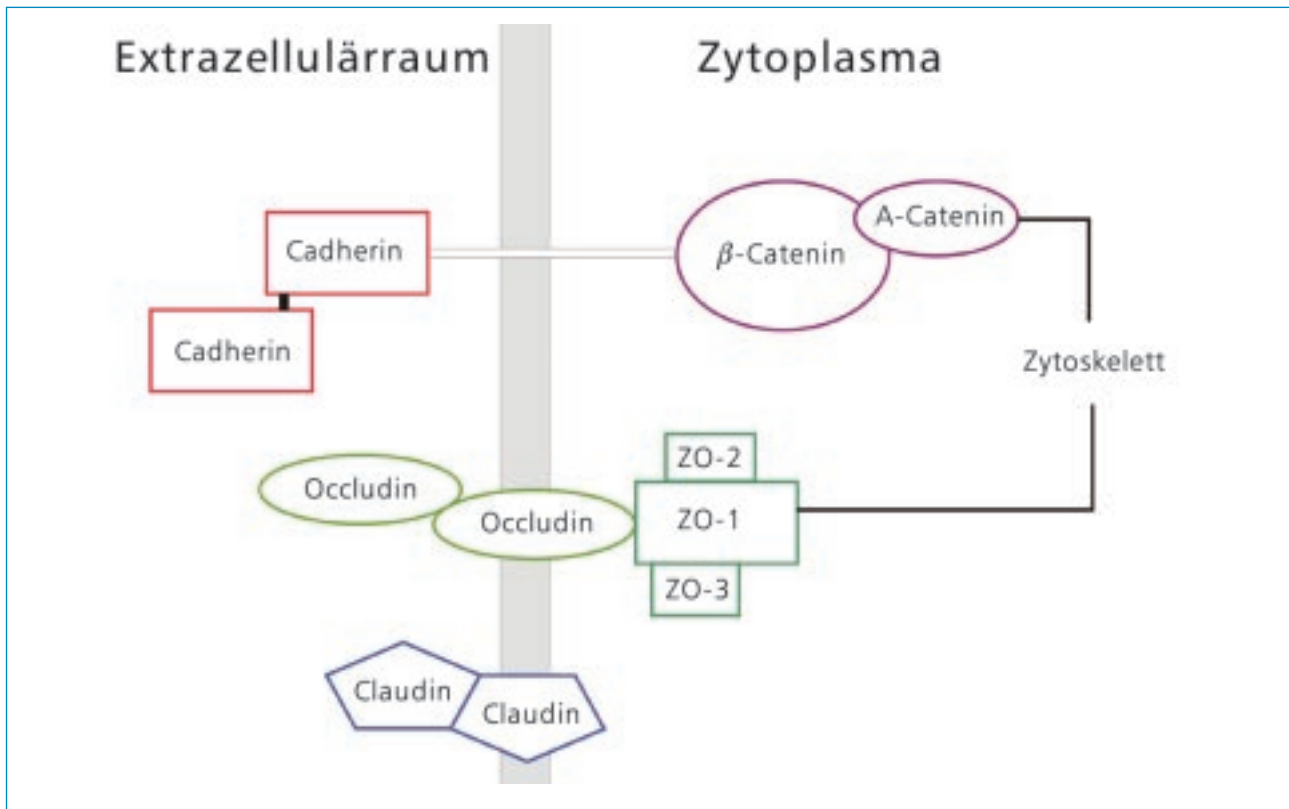 Extrazellulärraum
Zytoplasma
A-Catenin
Cadherin
β-Catenin
Cadherin
Zytoskelett
ZO-2
Occludin
Occludin
ZO-1
ZO-3
Claudin
Claudin